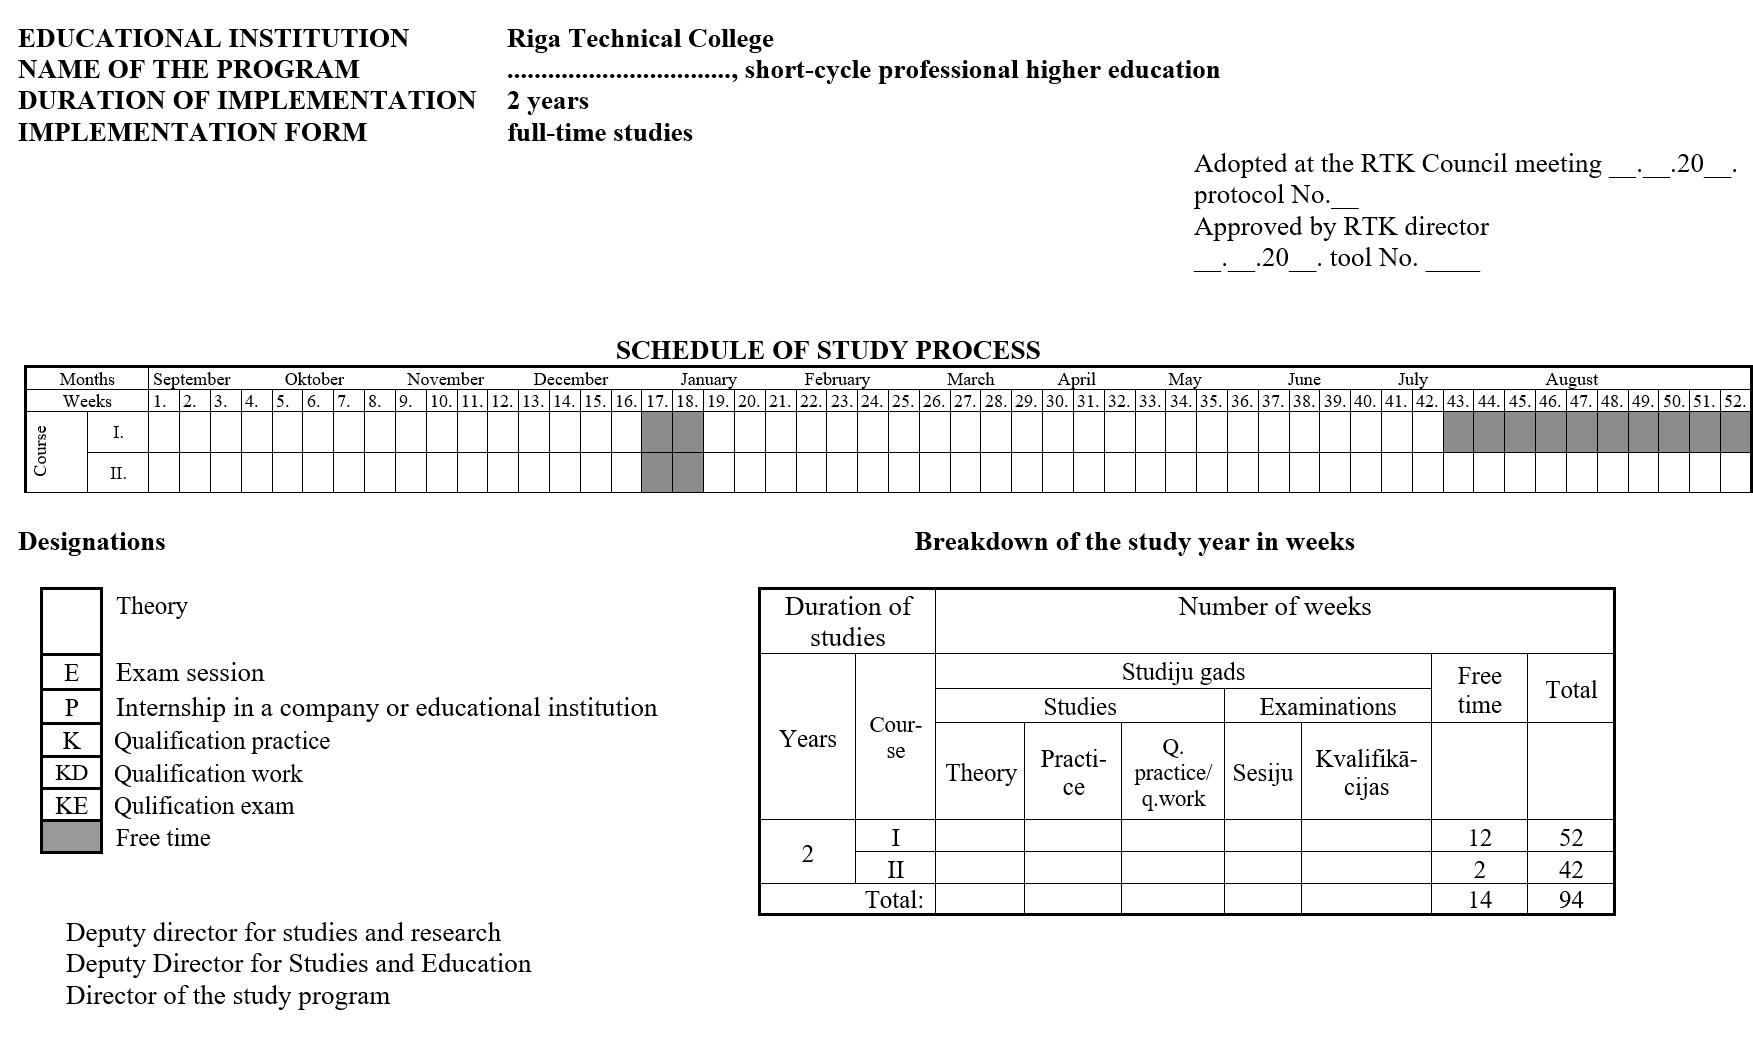 EDUCATIONAL INSTITUTION Riga Technical College
NAME OF THE PROGRAM ................................., short-cycle professional higher education
DURATION OF IMPLEMENTATION 2 years
IMPLEMENTATION FORM full-time studies
Adopted at the RTK Council meeting __.__.20__.
protocol No.__
Approved by RTK director
__.__.20__. tool No. ____
SCHEDULE OF STUDY PROCESS
Months September Oktober November December January February March April May June July August
Weeks 1. 2. 3. 4. 5. 6. 7. 8. 9. 10. 11. 12. 13. 14. 15. 16. 17. 18. 19. 20. 21. 22. 23. 24. 25. 26. 27. 28. 29. 30. 31. 32. 33. 34. 35. 36. 37. 38. 39. 40. 41. 42. 43. 44. 45. 46. 47. 48. 49. 50. 51. 52.
Course
I.
II.
Designations
Theory
E Exam session
P Internship in a company or educational institution
K Qualification practice
KD Qualification work
KE Qulification exam
Free time
Breakdown of the study year in weeks
Duration of
studies
Number of weeks
Years
Cour-
se
Studiju gads
Free
time
Total
Studies Examinations
Theory
Practi-
ce
Q.
practice/
q.work
Sesiju
Kvalifikā-
cijas
2
I 12 52
II 2 42
Total: 14 94
Deputy director for studies and research
Deputy Director for Studies and Education
Director of the study program